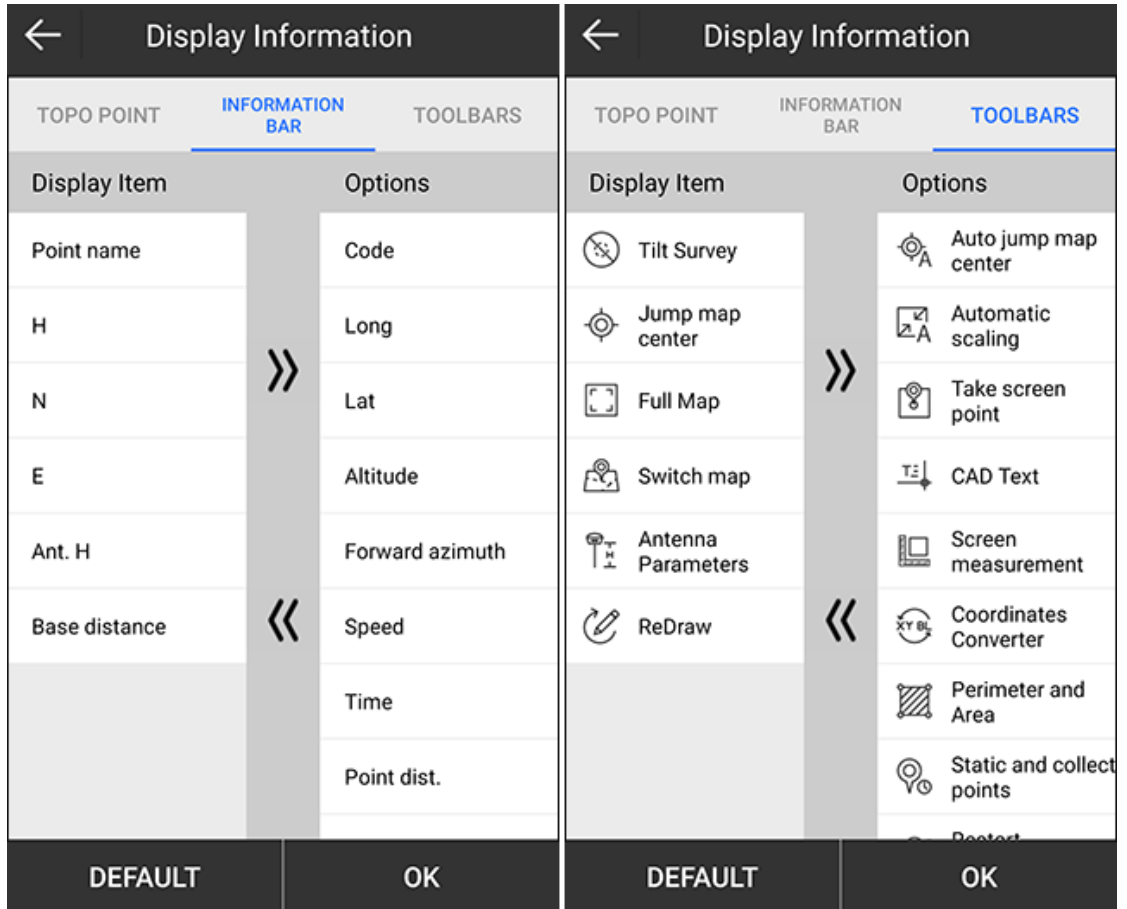 Display Information
TOPO POINT
INFORMATION
BAR
TOOLBARS
Display Item
Options
Point name
Code
H
Long
N
Lat
E
Altitude
Ant. H
Forward azimuth
Base distance
Speed
Time
Point dist.
DEFAULT
OK
Display Information
TOPO POINT
INFORMATION
BAR
TOOLBARS
Display Item
Options
Tilt Survey
Auto jump map
center
Jump map
center
A
Automatic
scaling
A
Full Map
Take screen
point
Switch map
CAD Text
Antenna
Parameters
H
Screen
measurement
ReDraw
Coordinates
Converter
XY BL
Perimeter and
Area
Static and collect
points
DEFAULT
OK